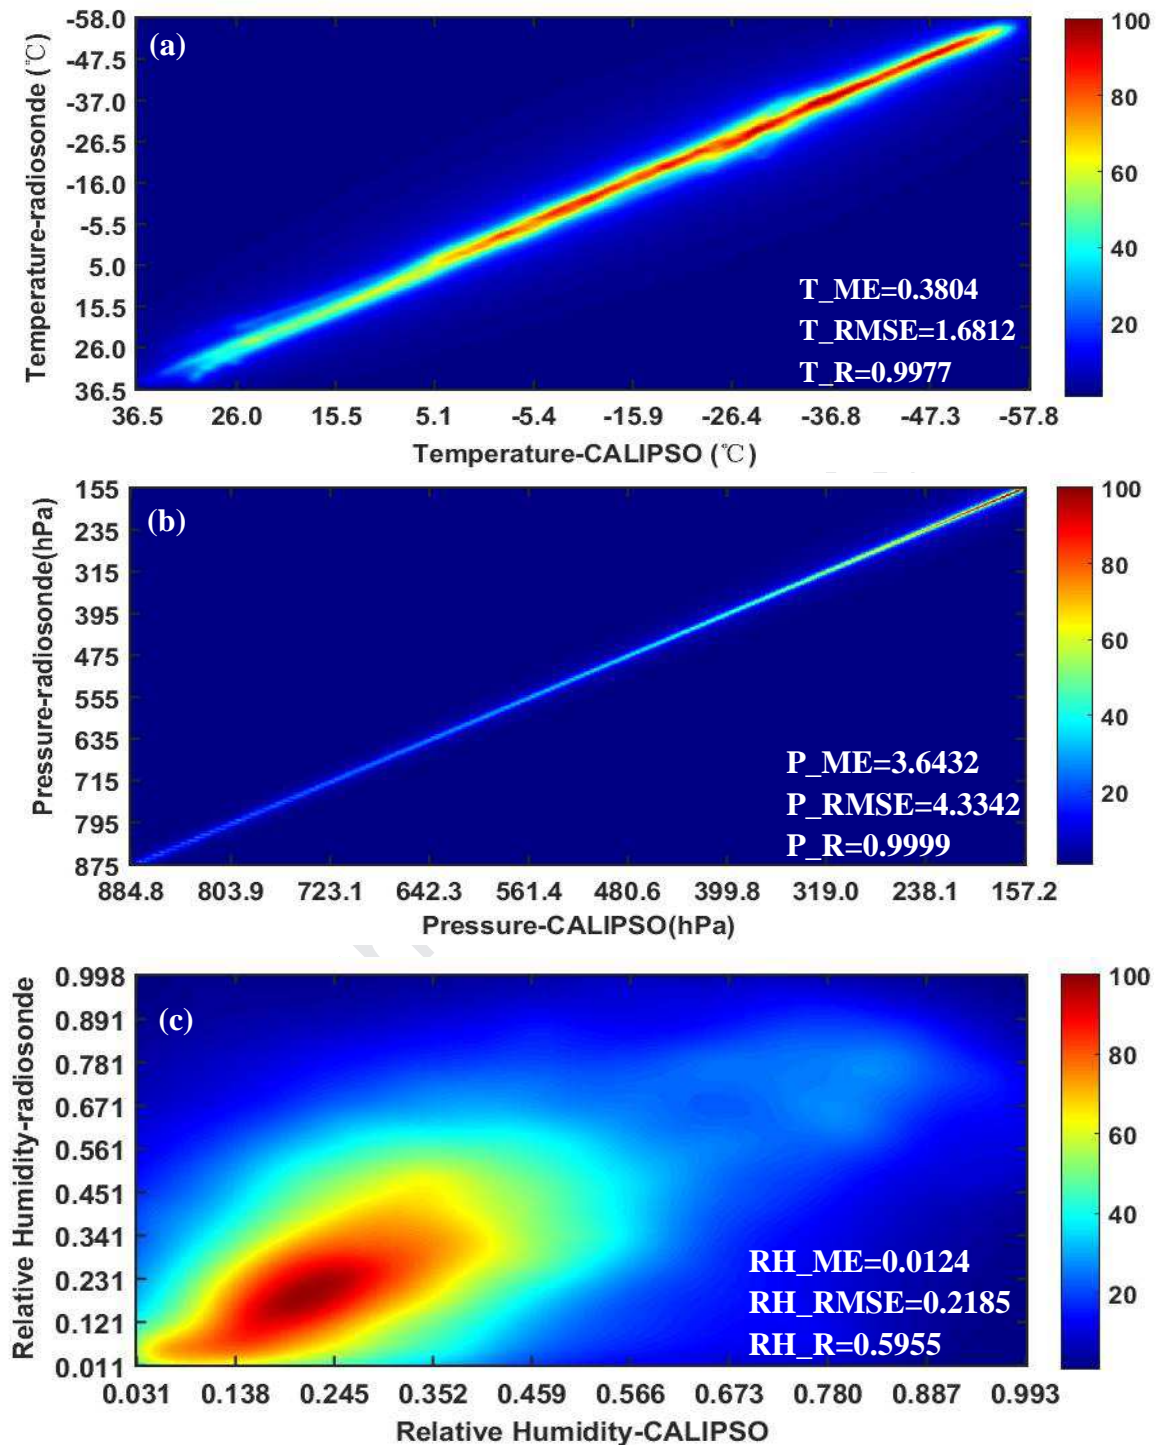 (a)
Temperature-radiosonde (℃)
-58.0
-47.5
-37.0
-26.5
-16.0
-5.5
5.0
15.5
26.0
36.5
T_ME=0.3804
T_RMSE=1.6812
T_R=0.9977
36.5 26.0 15.5 5.1 -5.4 -15.9 -26.4 -36.8 -47.3 -57.8
Temperature-CALIPSO (℃)
100
80
60
40
20
(b)
Pressure-radiosonde(hPa)
155
235
315
395
475
555
635
715
795
875
P_ME=3.6432
P_RMSE=4.3342
P_R=0.9999
884.8 803.9 723.1 642.3 561.4 480.6 399.8 319.0 238.1 157.2
Pressure-CALIPSO(hPa)
100
80
60
40
20
(c)
Relative Humidity-radiosonde
0.998
0.891
0.781
0.671
0.561
0.451
0.341
0.231
0.121
0.011
RH_ME=0.0124
RH_RMSE=0.2185
RH_R=0.5955
0.031 0.138 0.245 0.352 0.459 0.566 0.673 0.780 0.887 0.993
Relative Humidity-CALIPSO
100
80
60
40
20